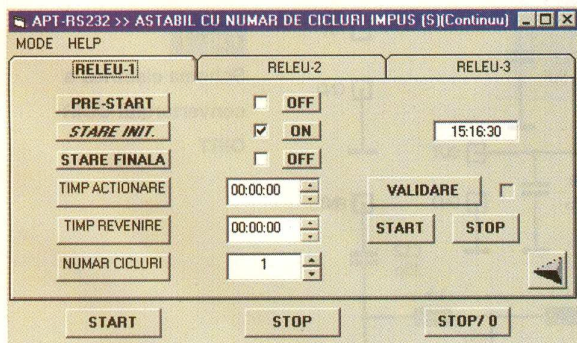 APT-RS232 >> ASTABIL CU NUMAR DE CICLURI IMPUS (S)(Continuu)
MODE HELP
RELEU-1 RELEU-2 RELEU-3
PRE-START OFF
STARE INIT. ON 15:16:30
STARE FINALA OFF
TIMP ACTIONARE 00:00:00 VALIDARE
TIMP REVENIRE 00:00:00 START STOP
NUMAR CICLURI 1
START STOP STOP/ 0